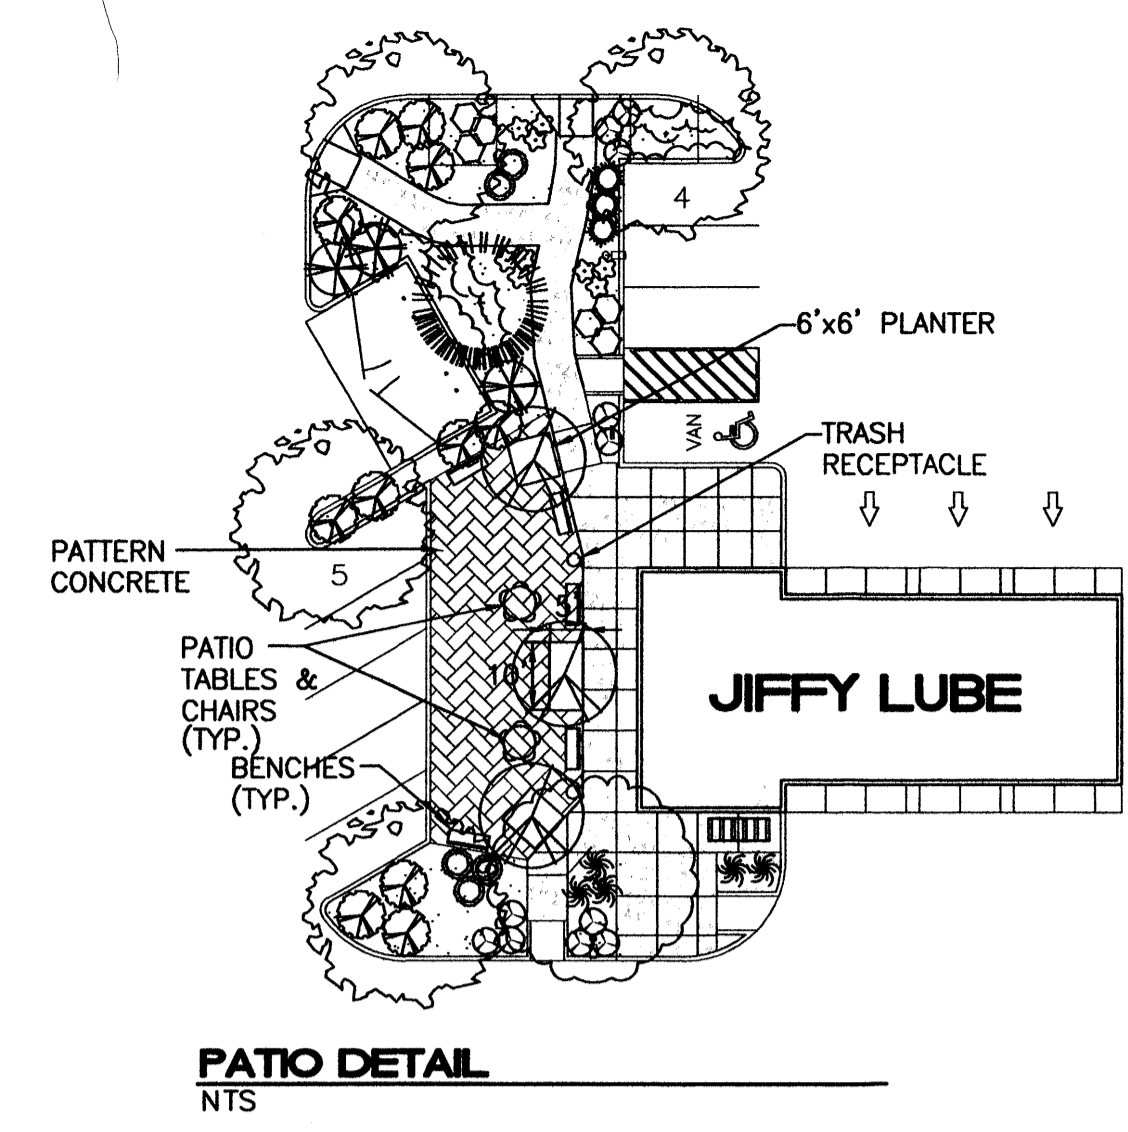 4
6'x6' PLANTER
VAN
TRASH
RECEPTACLE
PATTERN
CONCRETE
5
5'
PATIO
TABLES &
CHAIRS
(TYP.)
10'
JIFFY LUBE
BENCHES
(TYP.)
PATIO DETAIL
NTS